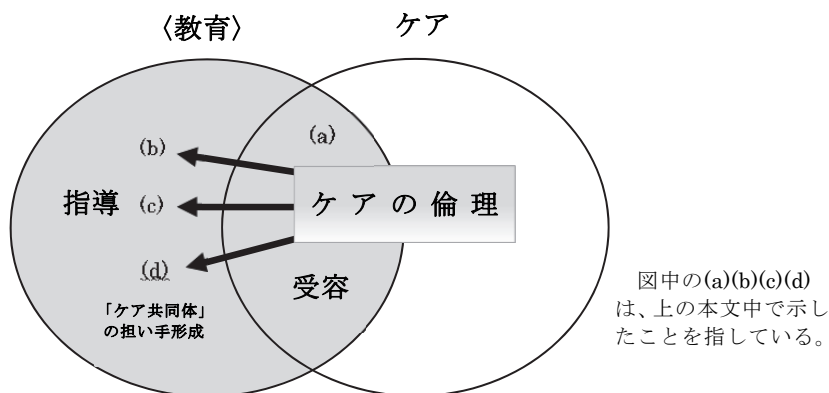 〈教育〉
ケア
(a)
(b)
ケアの倫理
指導
(c)
(d)
受容
「ケア共同体」
の担い手形成
図中の(a)(b)(c)(d)
は、上の本文中で示し
たことを指している。